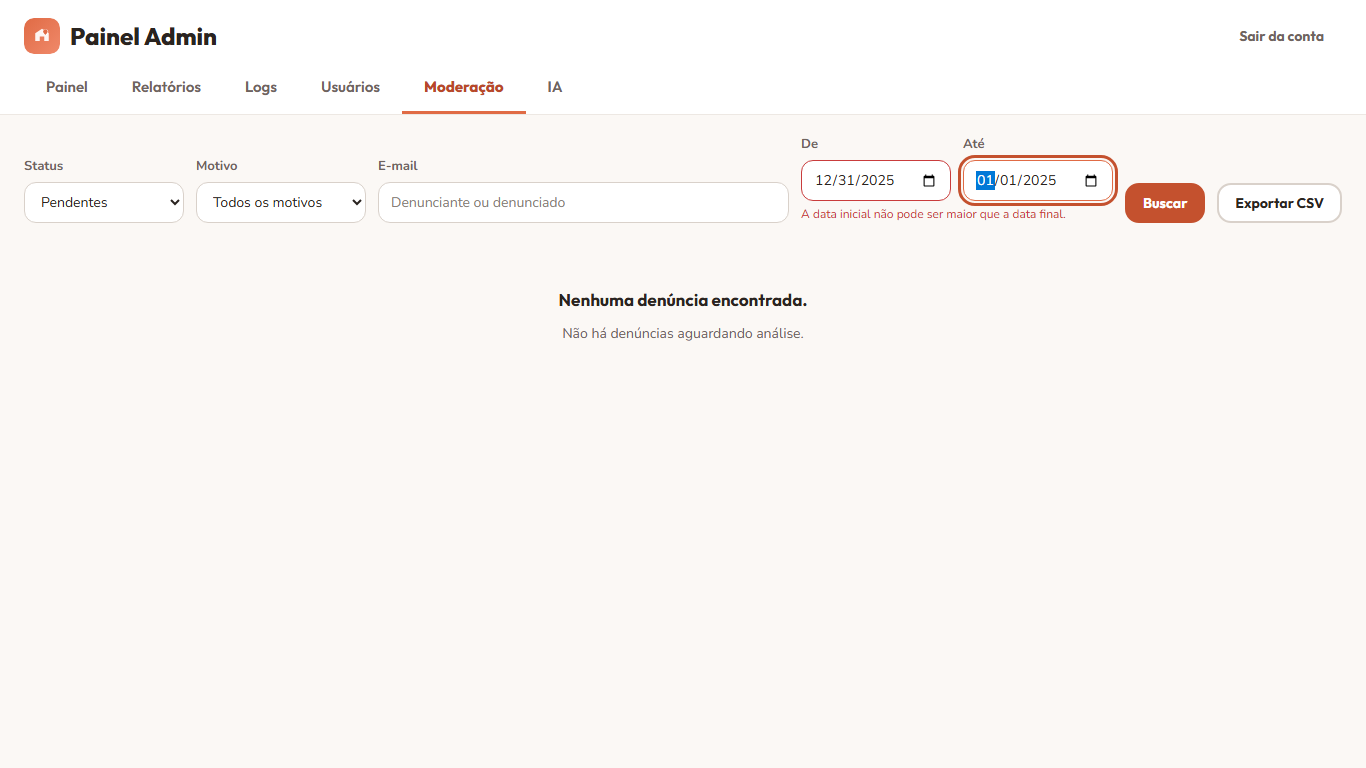 Painel Admin
Sair da conta
Painel
Relatórios
Logs
Usuários
Moderação
IA
Status
Pendentes
Motivo
Todos os motivos
E-mail
Denunciante ou denunciado
De
12/31/2025
Até
01/01/2025
A data inicial não pode ser maior que a data final.
Buscar
Exportar CSV
Nenhuma denúncia encontrada.
Não há denúncias aguardando análise.